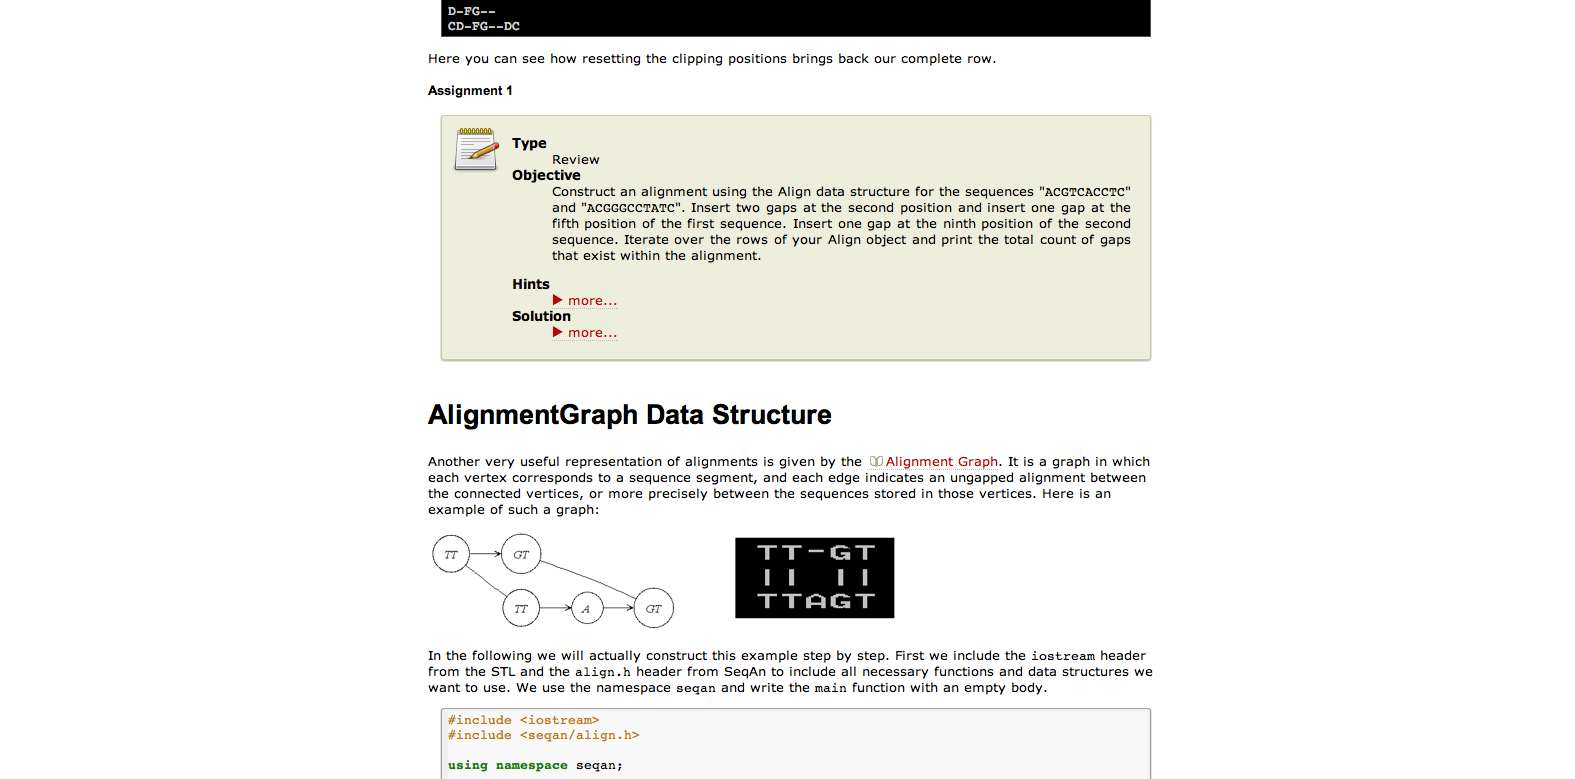 D-FG--
CD-FG--DC
Here you can see how resetting the clipping positions brings back our complete row.
Assignment 1
Type
Review
Objective
Construct an alignment using the Align data structure for the sequences "ACGTCACCTC"
and "ACGGGCCTATC". Insert two gaps at the second position and insert one gap at the
fifth position of the first sequence. Insert one gap at the ninth position of the second
sequence. Iterate over the rows of your Align object and print the total count of gaps
that exist within the alignment.
Hints
more...
Solution
more...
AlignmentGraph Data Structure
Another very useful representation of alignments is given by the Alignment Graph. It is a graph in which
each vertex corresponds to a sequence segment, and each edge indicates an ungapped alignment between
the connected vertices, or more precisely between the sequences stored in those vertices. Here is an
example of such a graph:
TT GT
TT A GT
TT-GT
|| ||
TTAGT
In the following we will actually construct this example step by step. First we include the iostream header
from the STL and the align.h header from SeqAn to include all necessary functions and data structures we
want to use. We use the namespace seqan and write the main function with an empty body.
#include <iostream>
#include <seqan/align.h>
using namespace seqan;